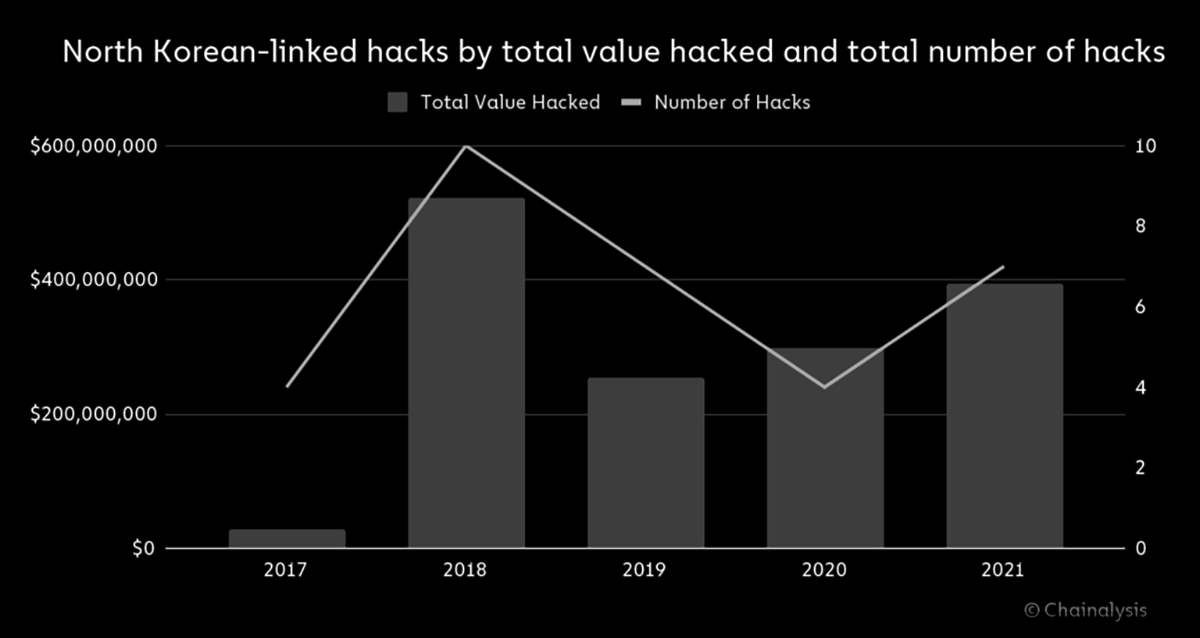 North Korean-linked hacks by total value hacked and total number of hacks
Total Value Hacked Number of Hacks
$600,000,000 10
8
$400,000,000
6
4
$200,000,000
2
$0 0
2017 2018 2019 2020 2021
© Chainalysis